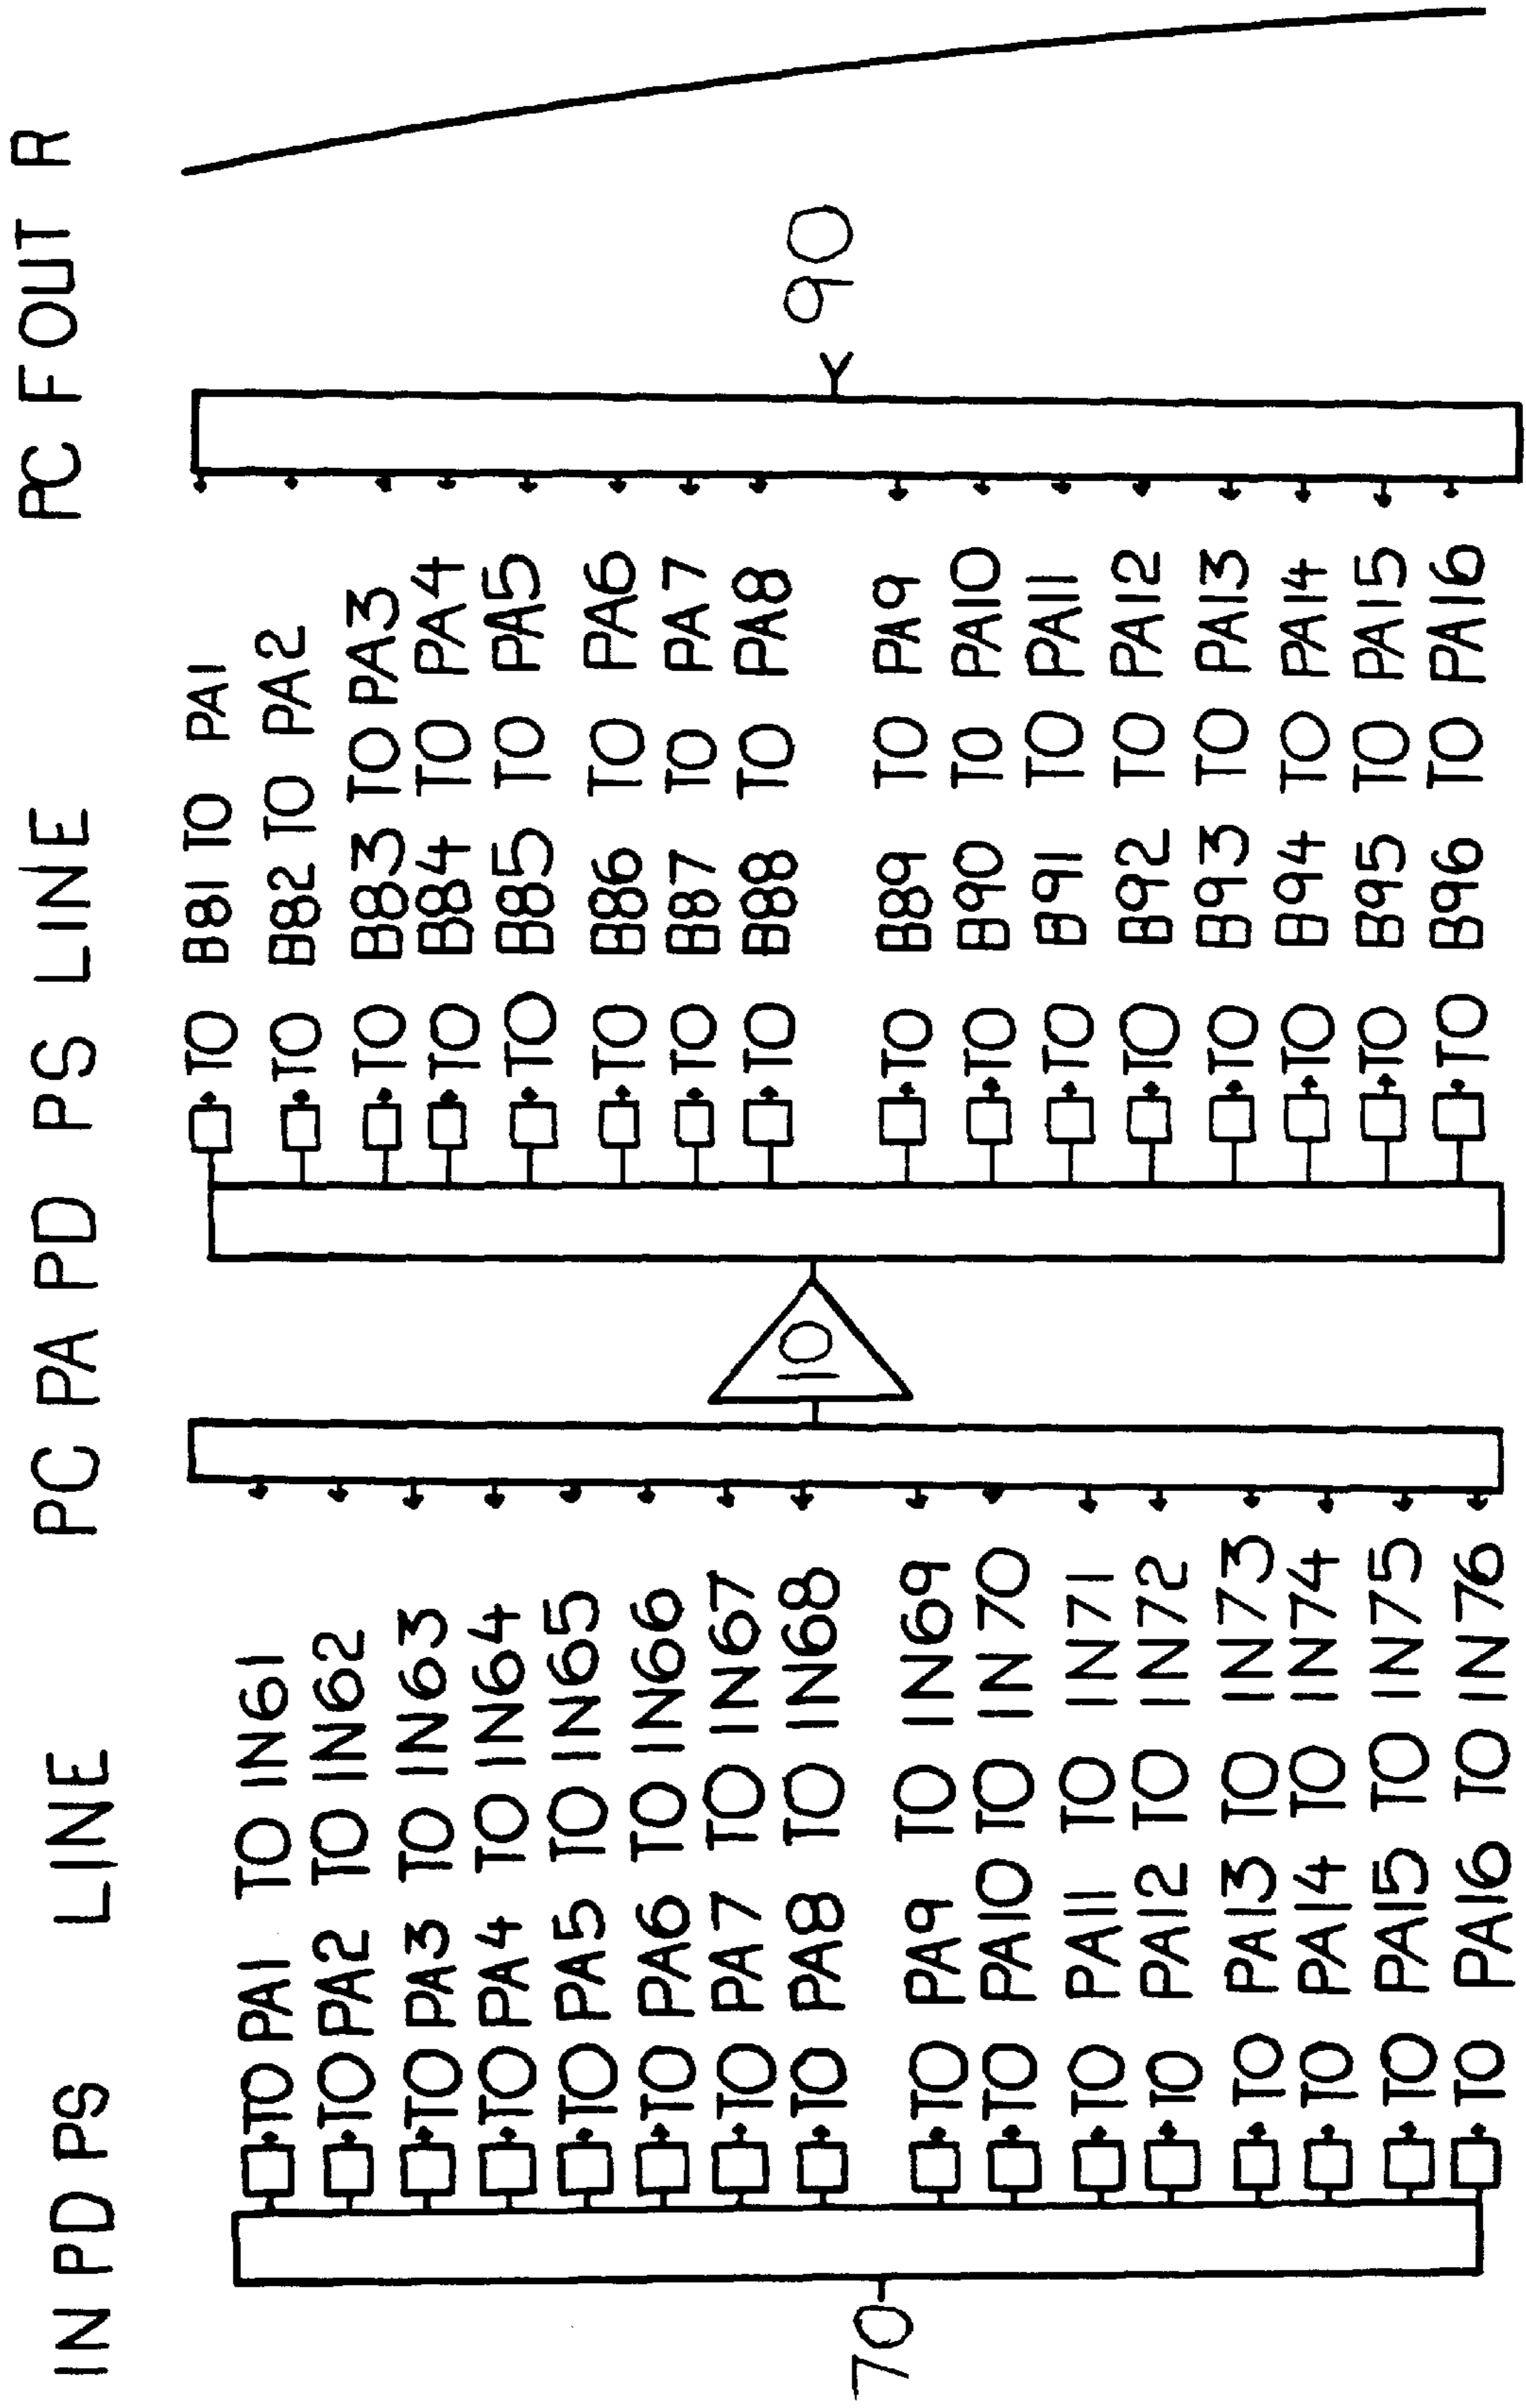 IN PD PS LINE PC PA PD PS LINE PC F OUT R
TO PA1 TO IN61 TO B81 TO PA1
TO PA2 TO IN62 TO B82 TO PA2
TO PA3 TO IN63 TO B83 TO PA3
TO PA4 TO IN64 TO B84 TO PA4
TO PA5 TO IN65 TO B85 TO PA5
TO PA6 TO IN66 TO B86 TO PA6
TO PA7 TO IN67 TO B87 TO PA7
TO PA8 TO IN68 TO B88 TO PA8
70 10 90
TO PA9 TO IN69 TO B89 TO PA9
TO PA10 TO IN70 TO B90 TO PA10
TO PA11 TO IN71 TO B91 TO PA11
TO PA12 TO IN72 TO B92 TO PA12
TO PA13 TO IN73 TO B93 TO PA13
TO PA14 TO IN74 TO B94 TO PA14
TO PA15 TO IN75 TO B95 TO PA15
TO PA16 TO IN76 TO B96 TO PA16